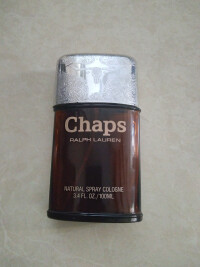 Chaps
RALPH LAUREN
NATURAL SPRAY COLOGNE
3.4 FL. OZ./100ML